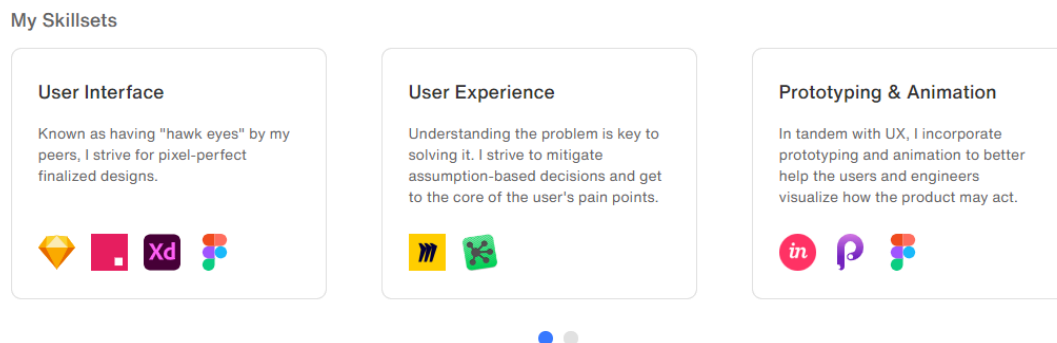 My Skillsets
User Interface
Known as having "hawk eyes" by my
peers, I strive for pixel-perfect
finalized designs.
Xd
User Experience
Understanding the problem is key to
solving it. I strive to mitigate
assumption-based decisions and get
to the core of the user's pain points.
Prototyping & Animation
In tandem with UX, I incorporate
prototyping and animation to better
help the users and engineers
visualize how the product may act.
in